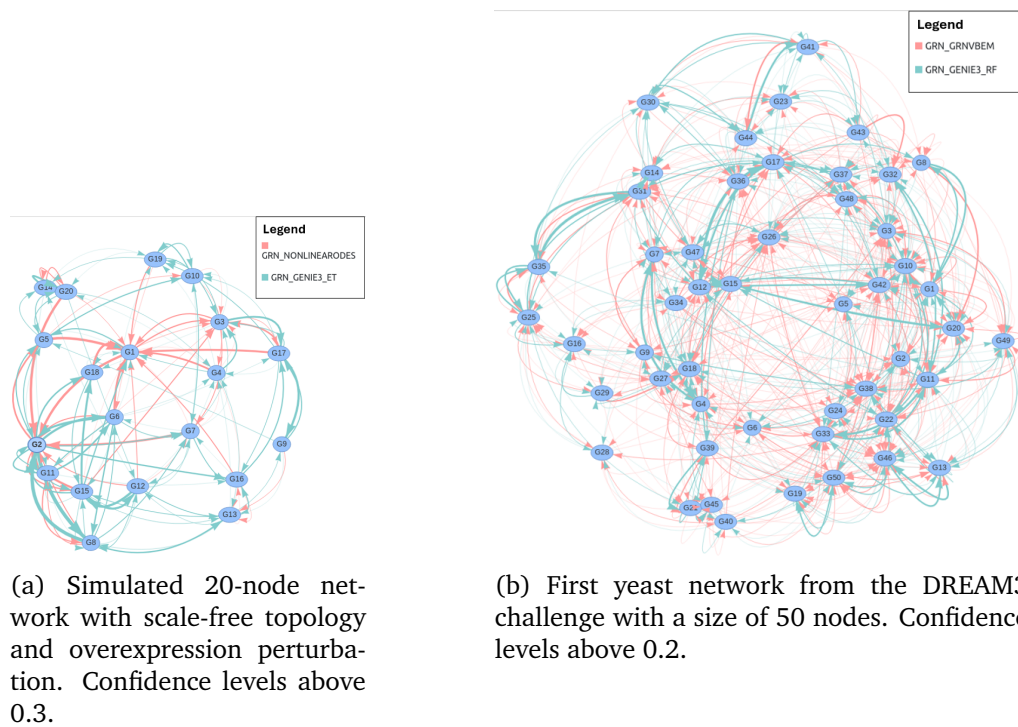 Legend
GRN_NONLINEARODES
GRN_GENIE3_ET
G19
G10
G14
G20
G3
G5
G1
G17
G18
G4
G6
G7
G2
G9
G11
G15
G12
G16
G13
G8
(a) Simulated 20-node net-
work with scale-free topology
and overexpression perturba-
tion. Confidence levels above
0.3.
Legend
GRN_GRNVBEM
GRN_GENIE3_RF
G41
G30
G23
G43
G44
G17
G8
G14
G36
G37
G32
G31
G48
G3
G26
G7
G47
G35
G10
G12
G15
G42
G1
G34
G5
G25
G20
G16
G49
G9
G2
G18
G27
G11
G38
G29
G4
G24
G22
G6
G33
G39
G28
G46
G13
G50
G19
G45
G40
(b) First yeast network from the DREAM3
challenge with a size of 50 nodes. Confidence
levels above 0.2.